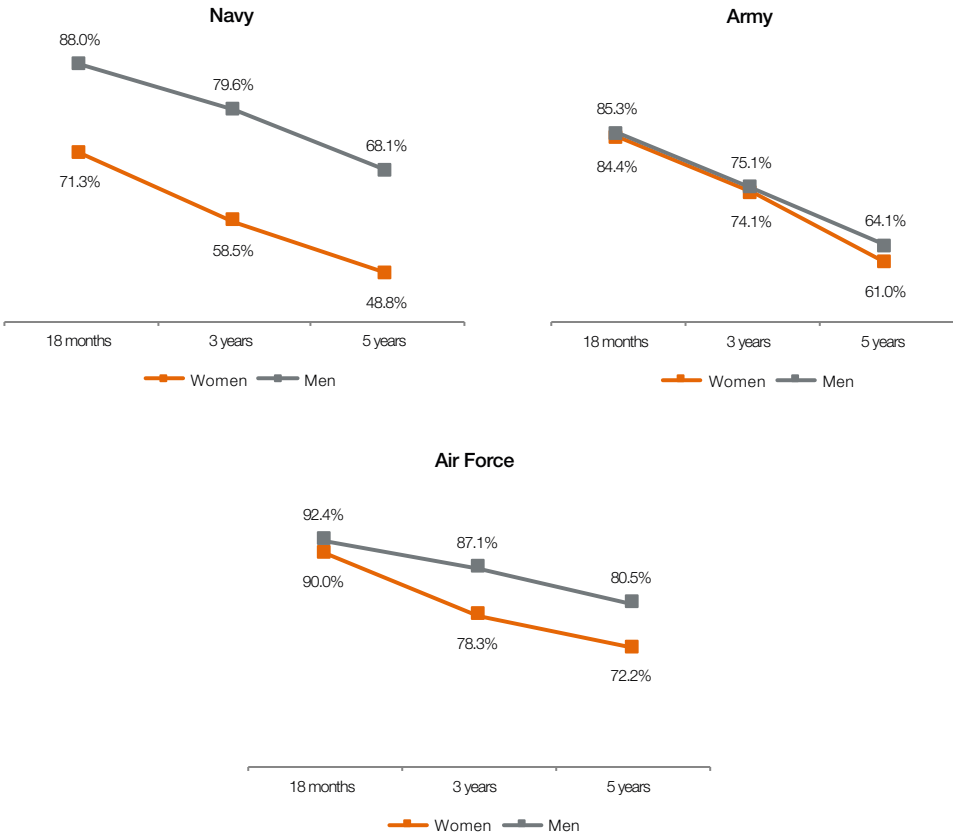 Navy
88.0%
79.6%
68.1%
71.3%
58.5%
48.8%
18 months 3 years 5 years
Women Men
Army
85.3%
84.4%
75.1%
74.1%
64.1%
61.0%
18 months 3 years 5 years
Women Men
Air Force
92.4%
87.1%
80.5%
90.0%
78.3%
72.2%
18 months 3 years 5 years
Women Men